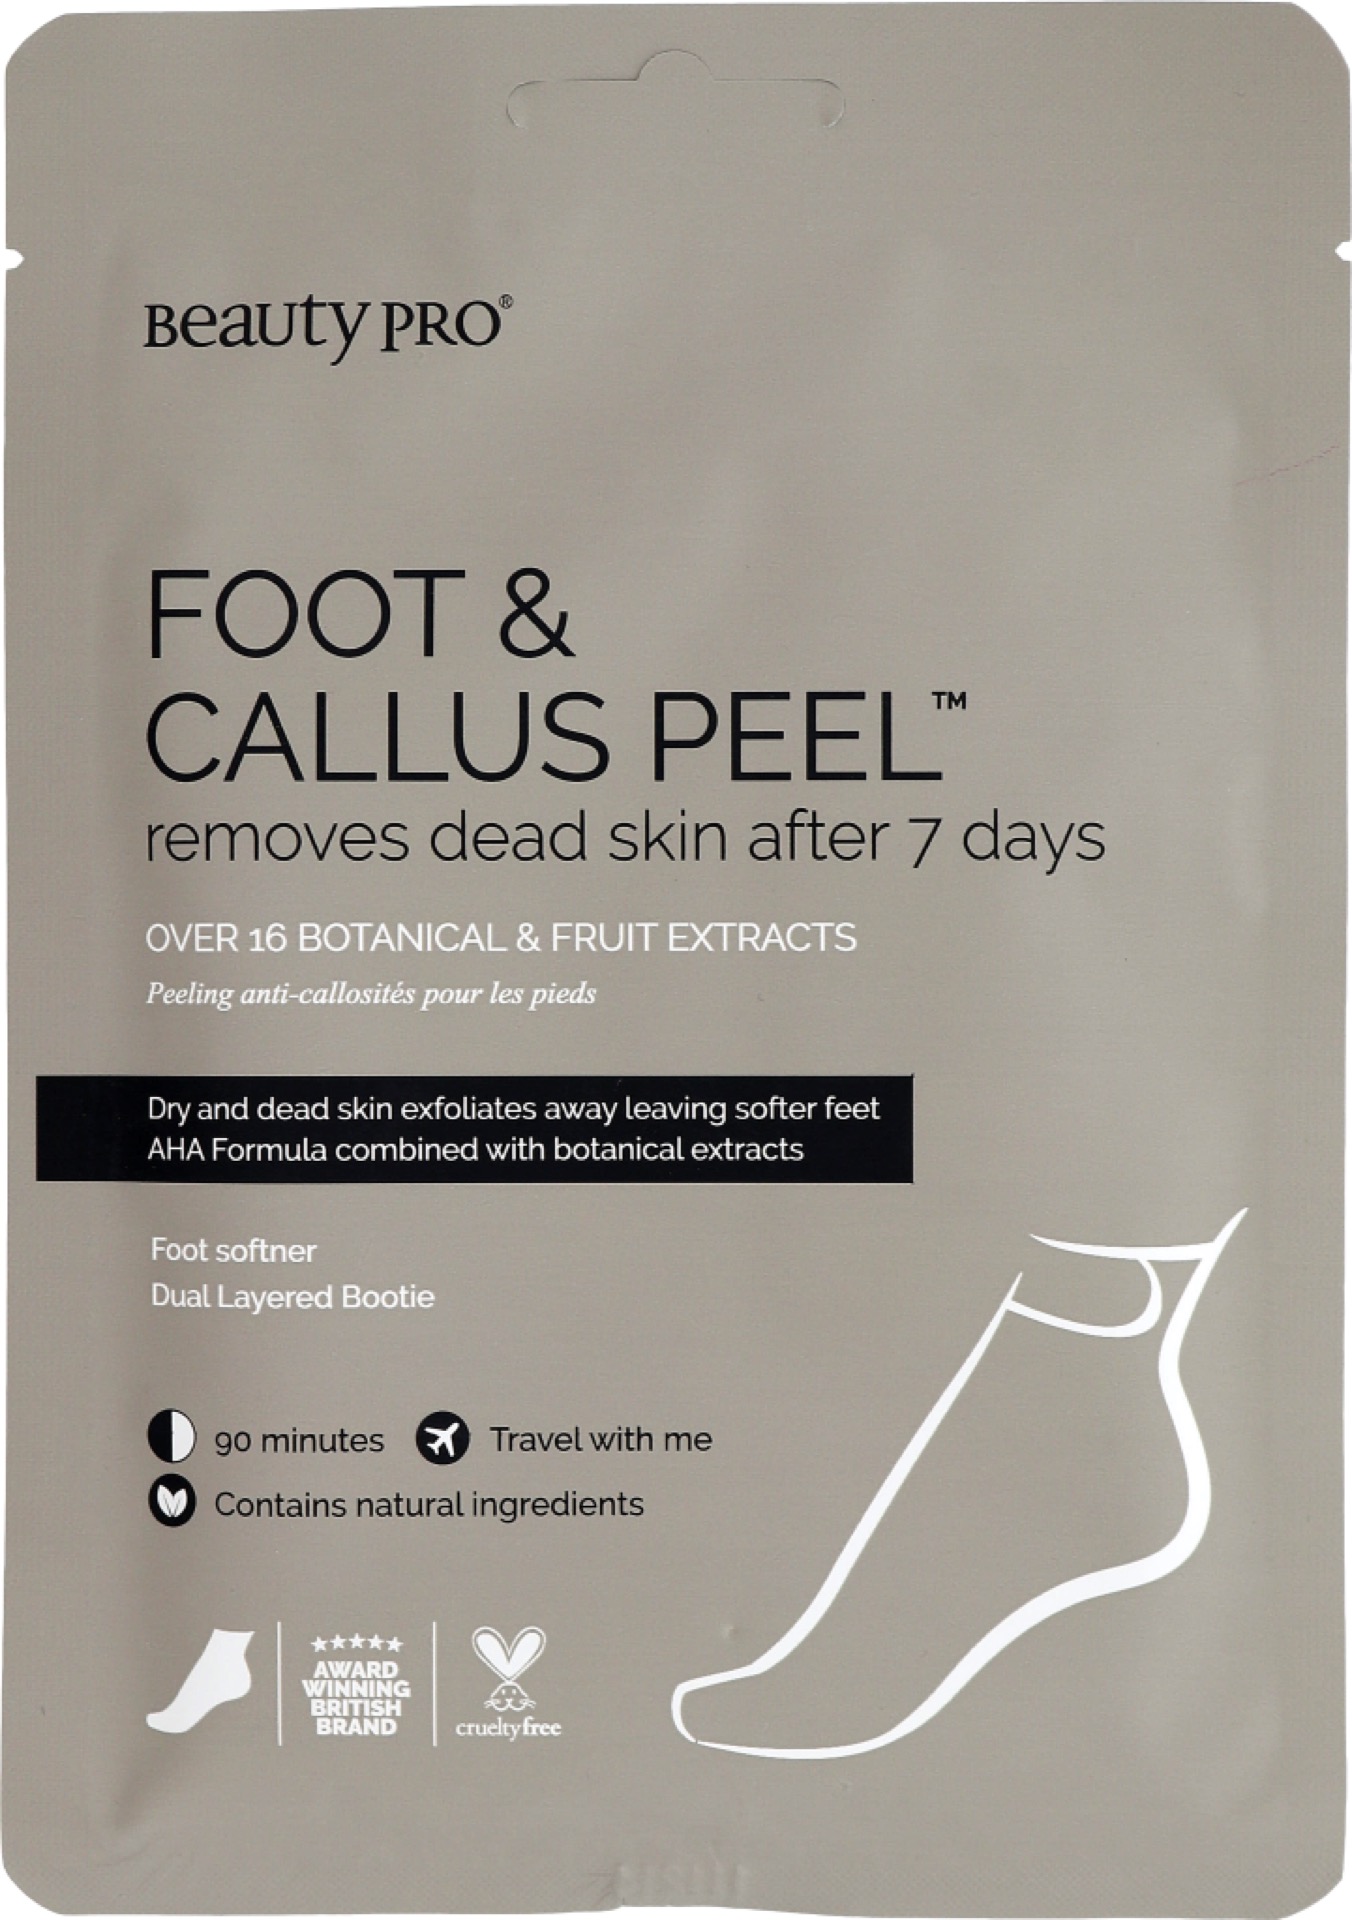 Beauty PRO®
FOOT &
CALLUS PEEL™
removes dead skin after 7 days
OVER 16 BOTANICAL & FRUIT EXTRACTS
Peeling anti-callosités pour les pieds
Dry and dead skin exfoliates away leaving softer feet
AHA Formula combined with botanical extracts
Foot softner
Dual Layered Bootie
90 minutes
Travel with me
Contains natural ingredients
AWARD
WINNING
BRITISH
BRAND
crueltyfree